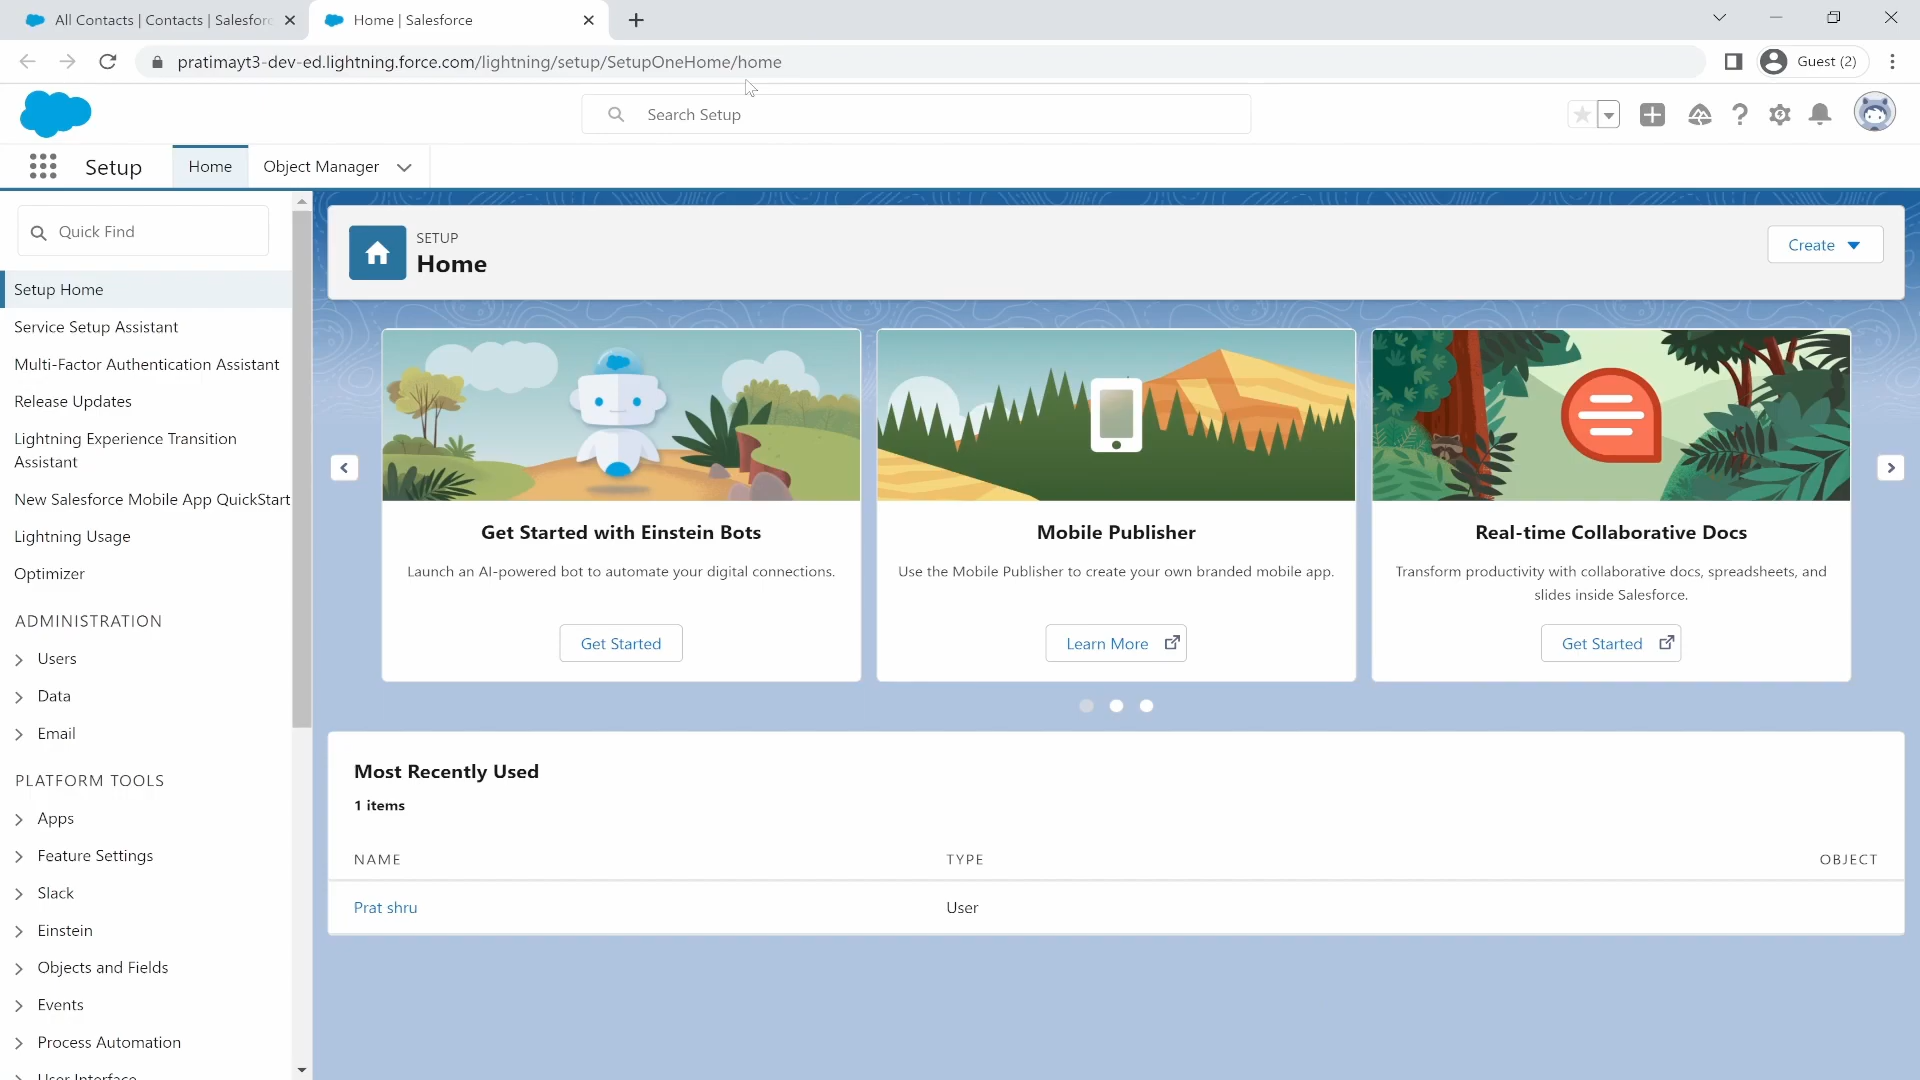 All Contacts | Contacts | Salesforc
Home | Salesforce
pratimayt3-dev-ed.lightning.force.com/lightning/setup/SetupOneHome/home
Guest (2)
Search Setup
Setup
Home
Object Manager
Quick Find
Setup Home
Service Setup Assistant
Multi-Factor Authentication Assistant
Release Updates
Lightning Experience Transition
Assistant
New Salesforce Mobile App QuickStart
Lightning Usage
Optimizer
ADMINISTRATION
Users
Data
Email
PLATFORM TOOLS
Apps
Feature Settings
Slack
Einstein
Objects and Fields
Events
Process Automation
User Interface
SETUP
Home
Create
Get Started with Einstein Bots
Launch an AI-powered bot to automate your digital connections.
Get Started
Mobile Publisher
Use the Mobile Publisher to create your own branded mobile app.
Learn More
Real-time Collaborative Docs
Transform productivity with collaborative docs, spreadsheets, and
slides inside Salesforce.
Get Started
Most Recently Used
1 items
NAME TYPE OBJECT
Prat shru User